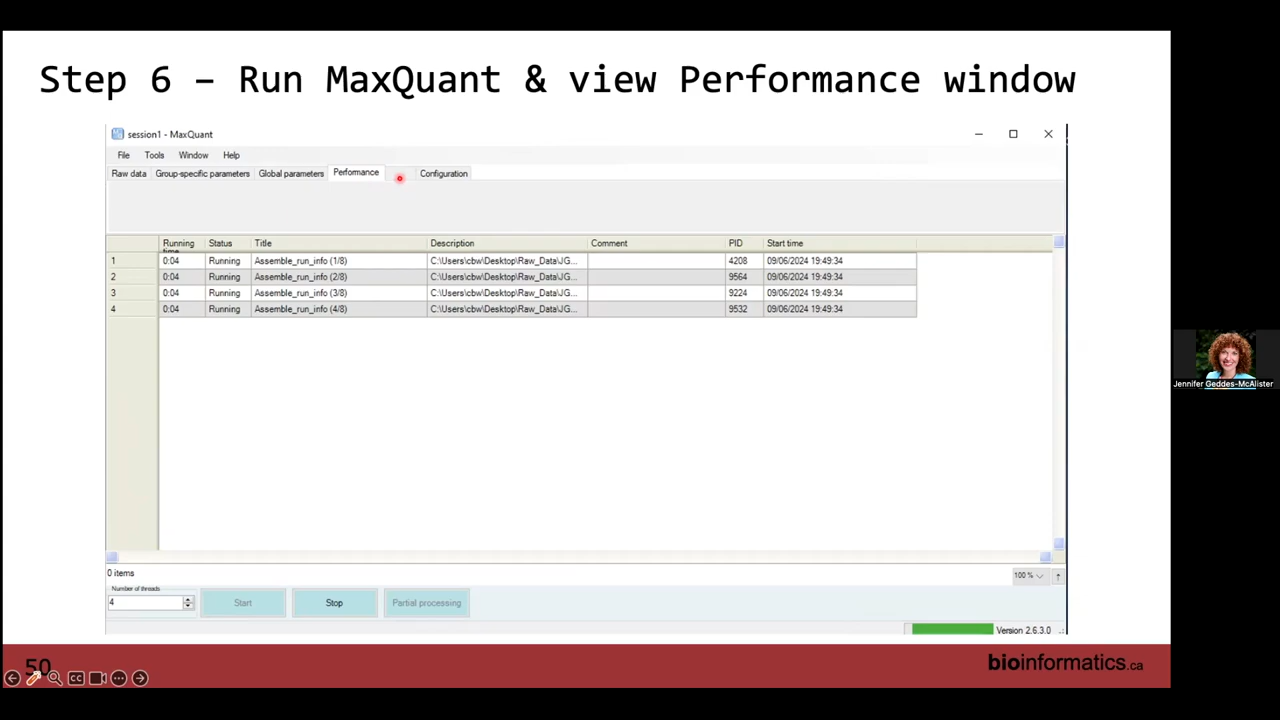 Step 6 – Run MaxQuant & view Performance window
session1 - MaxQuant
File Tools Window Help
Raw data Group-specific parameters Global parameters Performance Configuration
Running time Status Title Description Comment PID Start time
1 0:04 Running Assemble_run_info (1/8) C:\Users\cbw\Desktop\Raw_Data\JG... 4208 09/06/2024 19:49:34
2 0:04 Running Assemble_run_info (2/8) C:\Users\cbw\Desktop\Raw_Data\JG... 9564 09/06/2024 19:49:34
3 0:04 Running Assemble_run_info (3/8) C:\Users\cbw\Desktop\Raw_Data\JG... 9224 09/06/2024 19:49:34
4 0:04 Running Assemble_run_info (4/8) C:\Users\cbw\Desktop\Raw_Data\JG... 9532 09/06/2024 19:49:34
Jennifer Geddes-McAlister
0 items
100 %
Number of threads
4 Start Stop Partial processing
Version 2.6.3.0
50
bioinformatics.ca
CC